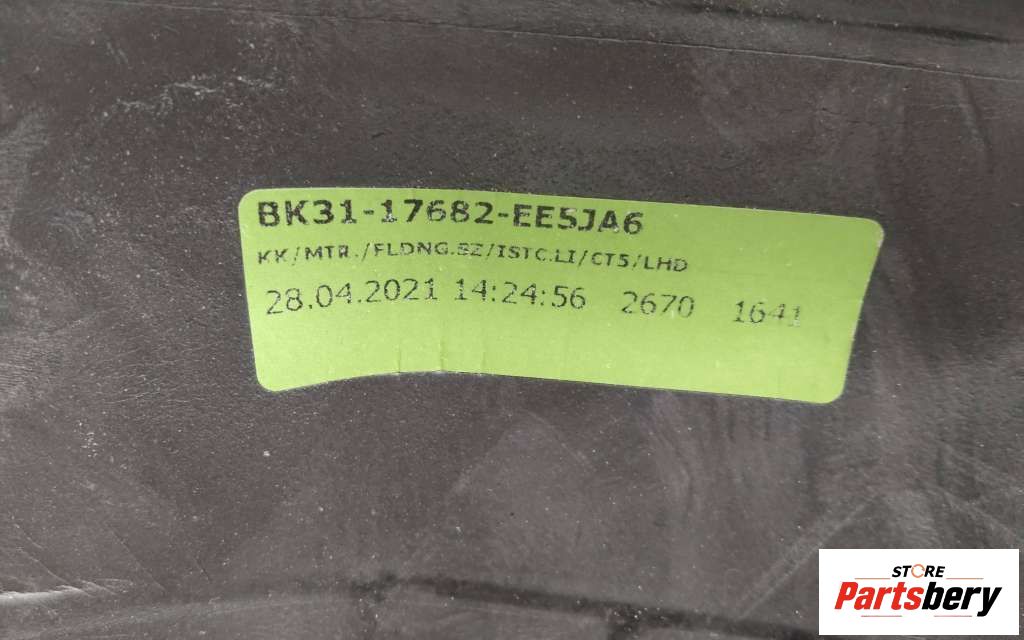 BK31-17682-EE5JA6
KK/MTR./FLDNG.EZ/ISTC.LI/CT5/LHD
28.04.2021 14:24:56 2670 1641
STORE
Partsbery